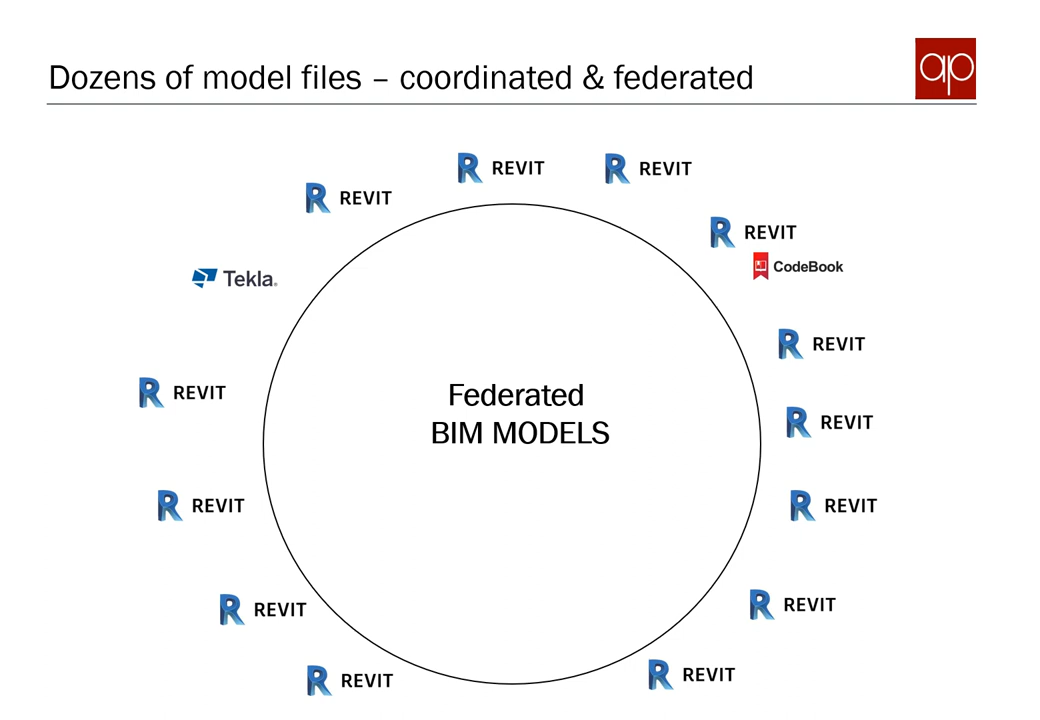 Dozens of model files – coordinated & federated
ap
REVIT
REVIT
REVIT
REVIT
CodeBook
Tekla.
REVIT
REVIT
Federated
BIM MODELS
REVIT
REVIT
REVIT
REVIT
REVIT
REVIT
REVIT